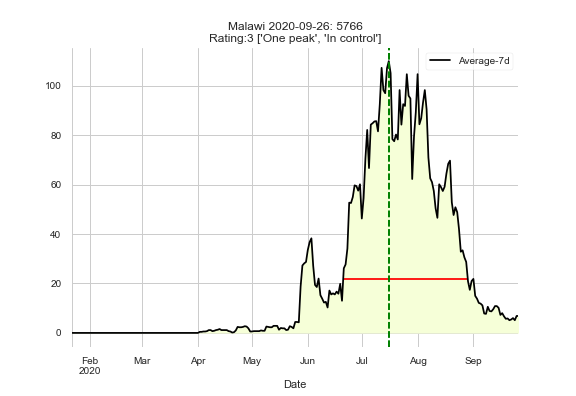 Malawi 2020-09-26: 5766
Rating:3 ['One peak', 'In control']
Average-7d
100
80
60
40
20
0
Feb Mar Apr May Jun Jul Aug Sep
2020
Date